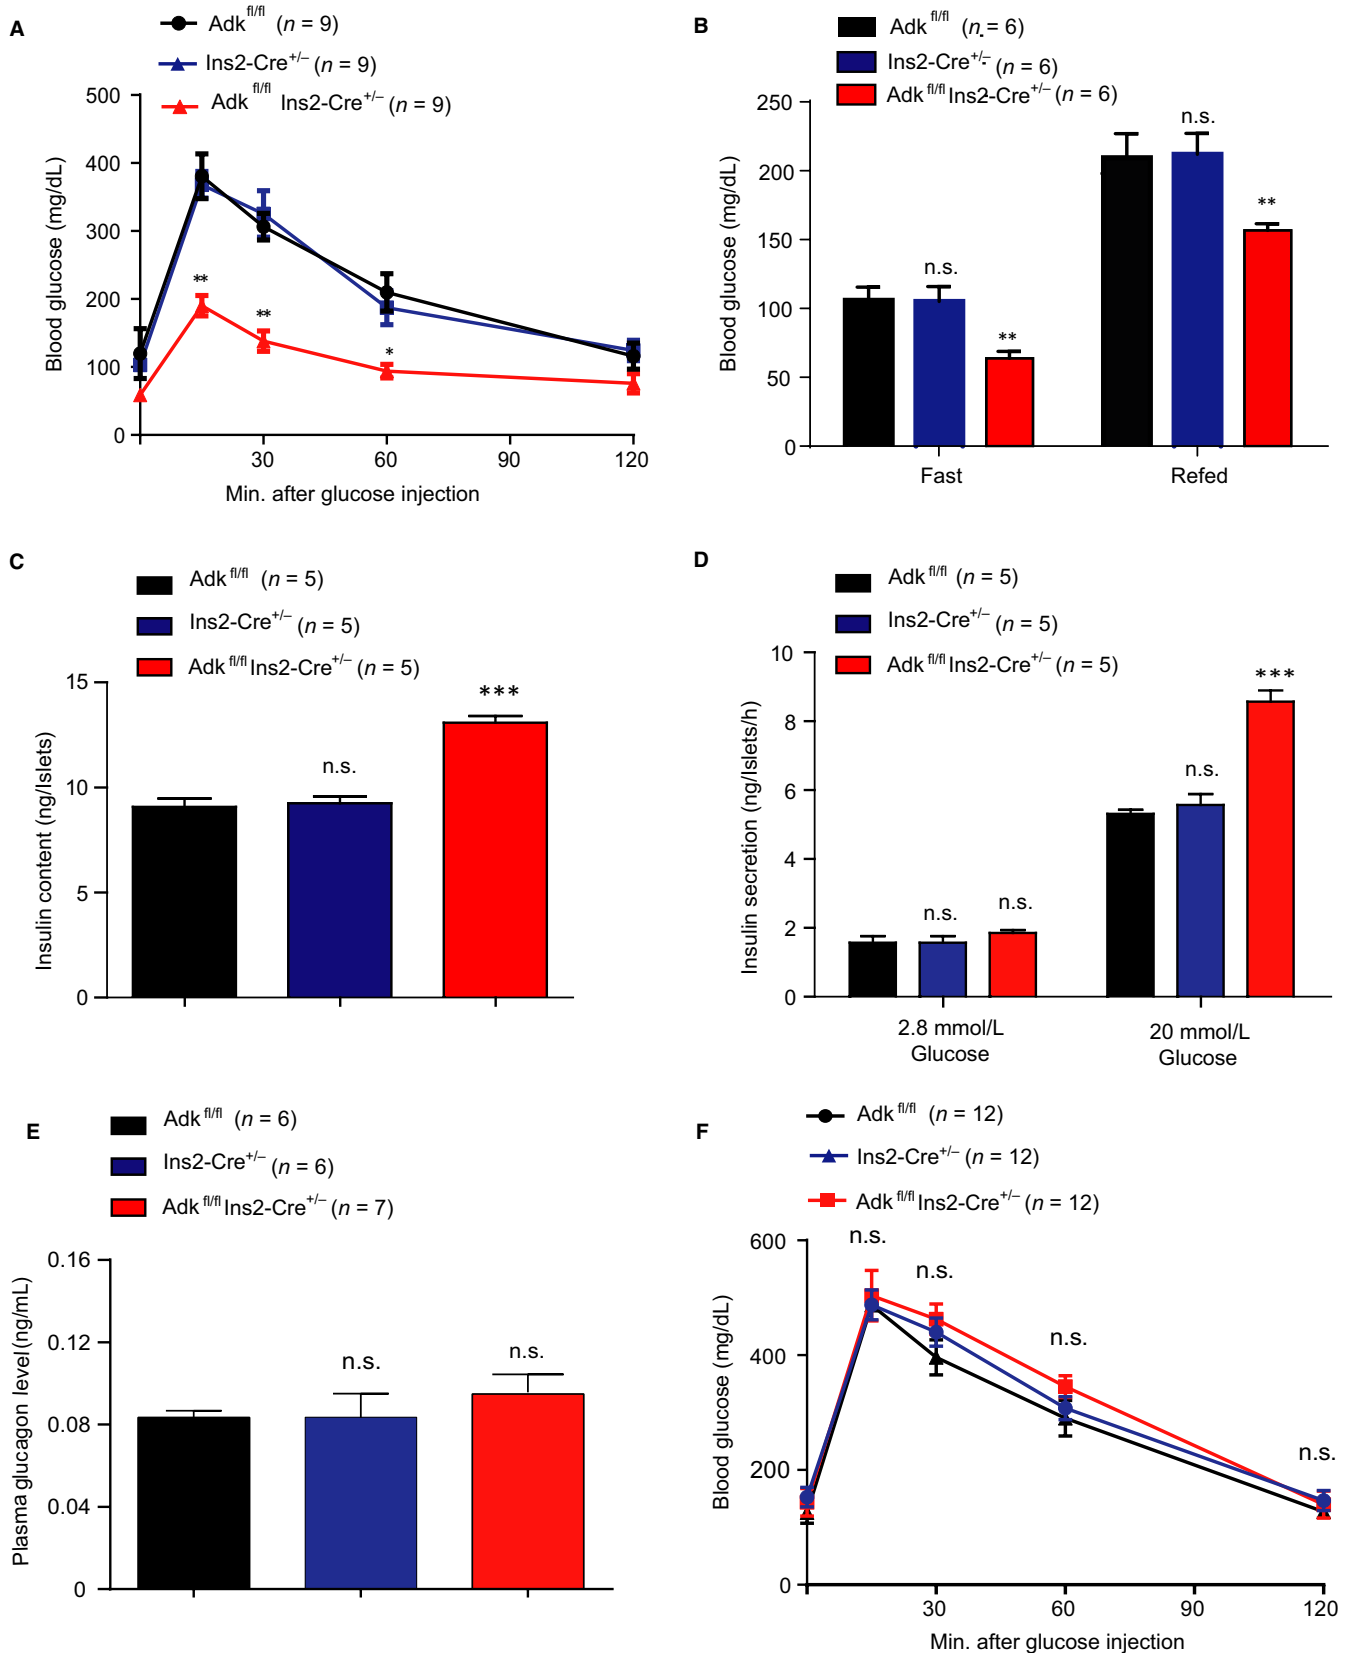 A
Adk fl/fl (n = 9)
Ins2-Cre+/– (n = 9)
Adk fl/fl Ins2-Cre+/– (n = 9)
Blood glucose (mg/dL)
500
400
300
200
100
0
**
**
*
30 60 90 120
Min. after glucose injection
B
Adk fl/fl (n = 6)
Ins2-Cre+/– (n = 6)
Adk fl/fl Ins2-Cre+/– (n = 6)
Blood glucose (mg/dL)
250
200
150
100
50
0
n.s.
**
n.s.
**
Fast Refed
C
Adk fl/fl (n = 5)
Ins2-Cre+/– (n = 5)
Adk fl/fl Ins2-Cre+/– (n = 5)
Insulin content (ng/Islets)
15
10
5
0
n.s.
***
D
Adk fl/fl (n = 5)
Ins2-Cre+/– (n = 5)
Adk fl/fl Ins2-Cre+/– (n = 5)
Insulin secretion (ng/Islets/h)
10
8
6
4
2
0
n.s.
n.s.
n.s.
***
2.8 mmol/L
Glucose
20 mmol/L
Glucose
E
Adk fl/fl (n = 6)
Ins2-Cre+/– (n = 6)
Adk fl/fl Ins2-Cre+/– (n = 7)
Plasma glucagon level (ng/mL)
0.16
0.12
0.08
0.04
0
n.s.
n.s.
F
Adk fl/fl (n = 12)
Ins2-Cre+/– (n = 12)
Adk fl/fl Ins2-Cre+/– (n = 12)
Blood glucose (mg/dL)
600
400
200
0
n.s.
n.s.
n.s.
n.s.
30 60 90 120
Min. after glucose injection